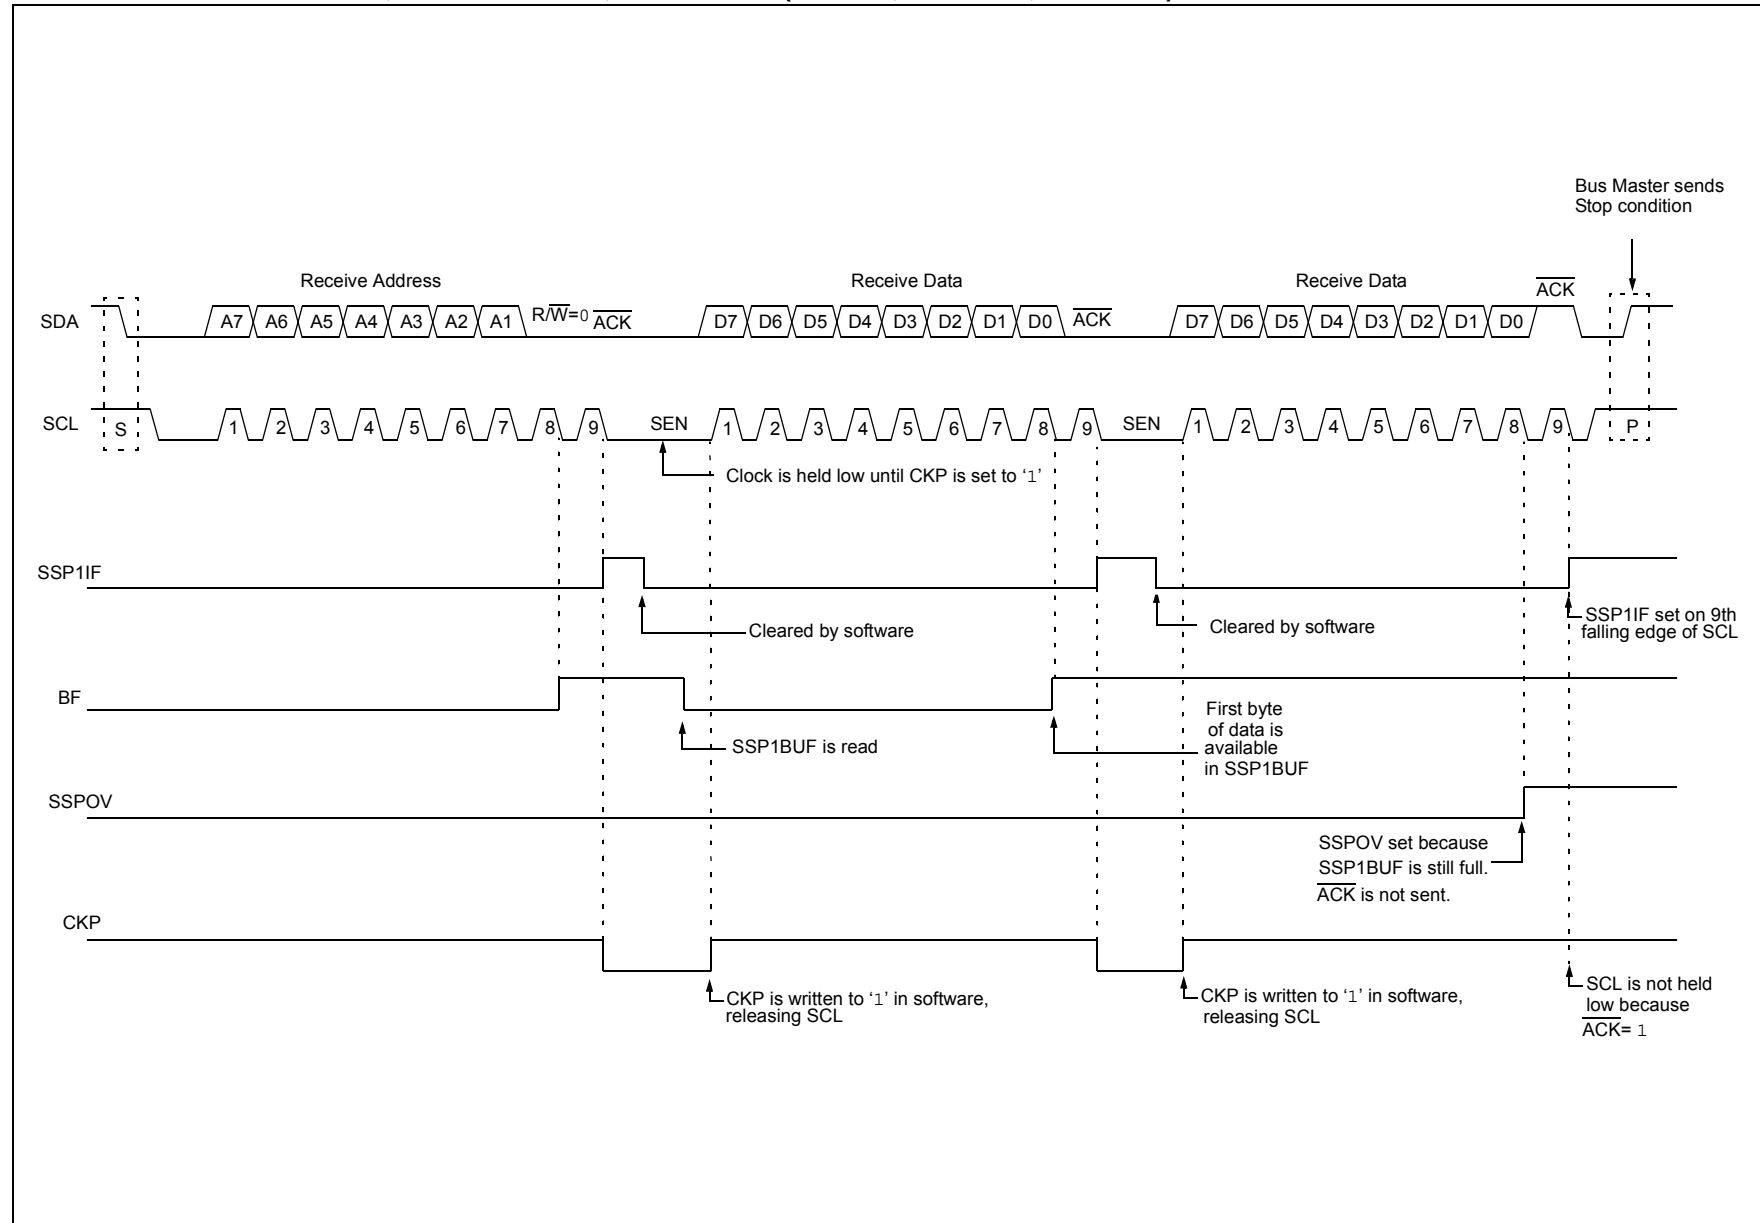 Bus Master sends
Stop condition
Receive Address
Receive Data
Receive Data
ACK
SDA
A7 A6 A5 A4 A3 A2 A1 R/W=0 ACK
D7 D6 D5 D4 D3 D2 D1 D0 ACK
D7 D6 D5 D4 D3 D2 D1 D0
SCL
S
1 2 3 4 5 6 7 8 9 SEN
1 2 3 4 5 6 7 8 9 SEN
1 2 3 4 5 6 7 8 9
P
Clock is held low until CKP is set to ‘1’
SSP1IF
Cleared by software
Cleared by software
SSP1IF set on 9th
falling edge of SCL
BF
SSP1BUF is read
First byte
of data is
available
in SSP1BUF
SSPOV
SSPOV set because
SSP1BUF is still full.
ACK is not sent.
CKP
CKP is written to ‘1’ in software,
releasing SCL
CKP is written to ‘1’ in software,
releasing SCL
SCL is not held
low because
ACK= 1